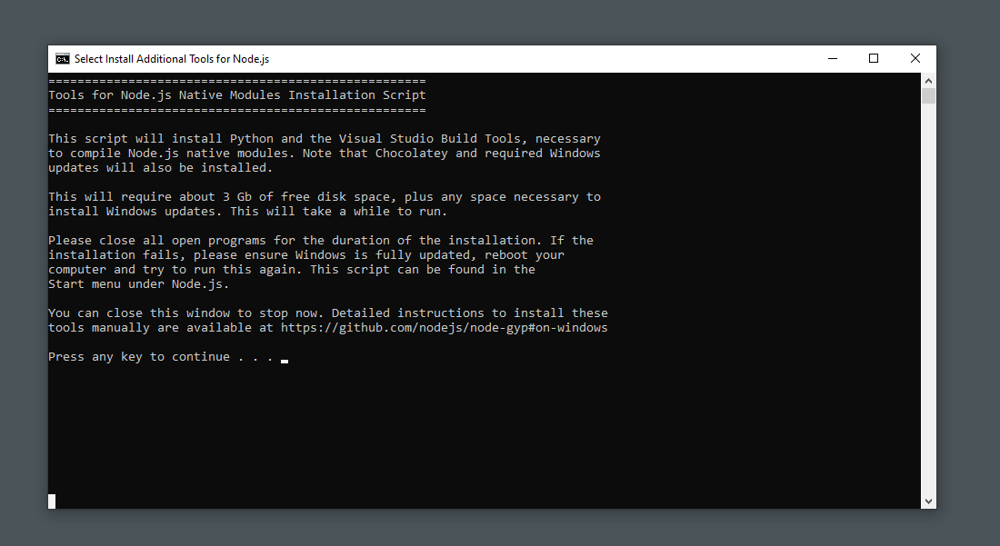 Select Install Additional Tools for Node.js
====================================================
Tools for Node.js Native Modules Installation Script
====================================================
This script will install Python and the Visual Studio Build Tools, necessary
to compile Node.js native modules. Note that Chocolatey and required Windows
updates will also be installed.
This will require about 3 Gb of free disk space, plus any space necessary to
install Windows updates. This will take a while to run.
Please close all open programs for the duration of the installation. If the
installation fails, please ensure Windows is fully updated, reboot your
computer and try to run this again. This script can be found in the
Start menu under Node.js.
You can close this window to stop now. Detailed instructions to install these
tools manually are available at https://github.com/nodejs/node-gyp#on-windows
Press any key to continue . . .